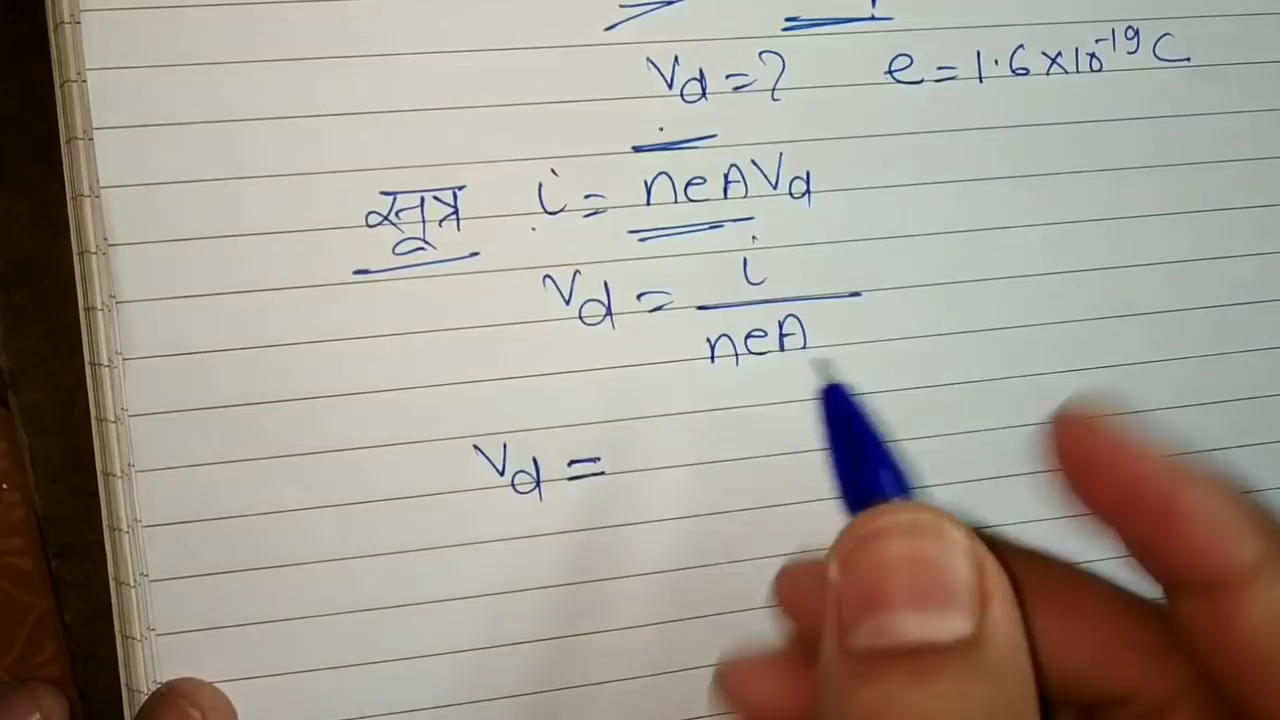 Vd = ? e = 1.6×10⁻¹⁹ C
सूत्र i = neAVd
Vd = i / neA
Vd =